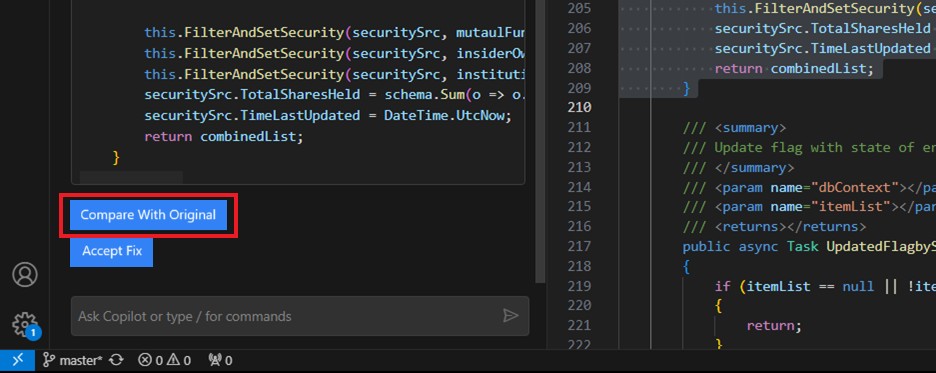 this.FilterAndSetSecurity(securitySrc, mutaulFun
this.FilterAndSetSecurity(securitySrc, insiderOw
this.FilterAndSetSecurity(securitySrc, instituti
securitySrc.TotalSharesHeld = schema.Sum(o => o.
securitySrc.TimeLastUpdated = DateTime.UtcNow;
return combinedList;
}
Compare With Original
Accept Fix
Ask Copilot or type / for commands
205 this.FilterAndSetSecurity(se
206 securitySrc.TotalSharesHeld
207 securitySrc.TimeLastUpdated
208 return combinedList;
209 }
210
211 /// <summary>
212 /// Update flag with state of en
213 /// </summary>
214 /// <param name="dbContext"></pa
215 /// <param name="itemList"></par
216 /// <returns></returns>
217 public async Task UpdatedFlagbyS
218 {
219 if (itemList == null || !ite
220 {
221 return;
222 }
1
master* 0 0 0